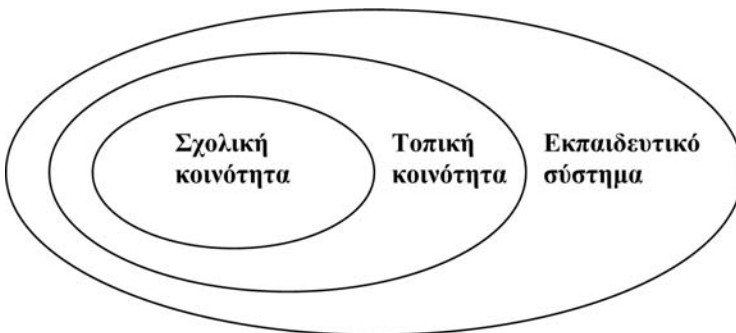 Σχολική
κοινότητα
Τοπική
κοινότητα
Εκπαιδευτικό
σύστημα